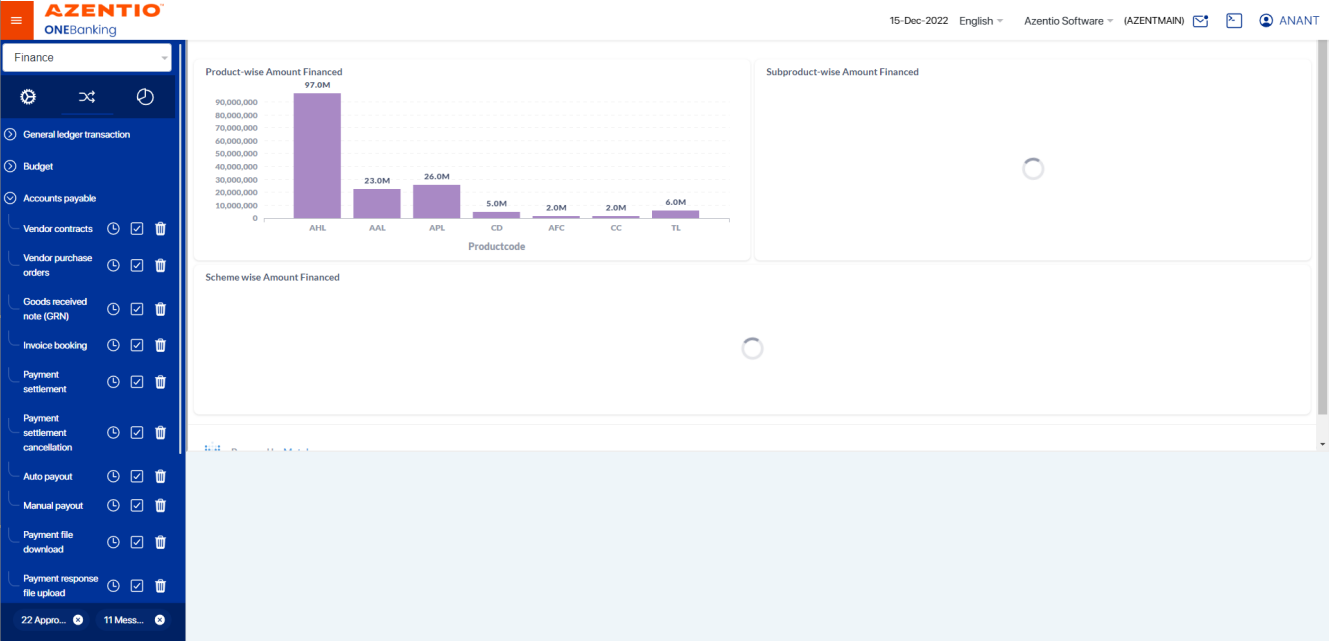 AZENTIO
ONEBanking
15-Dec-2022 English Azentio Software (AZENTMAIN) ANANT
Finance
General ledger transaction
Budget
Accounts payable
Vendor contracts
Vendor purchase
orders
Goods received
note (GRN)
Invoice booking
Payment
settlement
Payment
settlement
cancellation
Auto payout
Manual payout
Payment file
download
Payment response
file upload
22 Appro... 11 Mess...
Product-wise Amount Financed
97.0M
90,000,000
80,000,000
70,000,000
60,000,000
50,000,000
40,000,000
30,000,000
20,000,000
10,000,000
0
23.0M
26.0M
5.0M
2.0M
2.0M
6.0M
AHL AAL APL CD AFC CC TL
Productcode
Subproduct-wise Amount Financed
Scheme wise Amount Financed